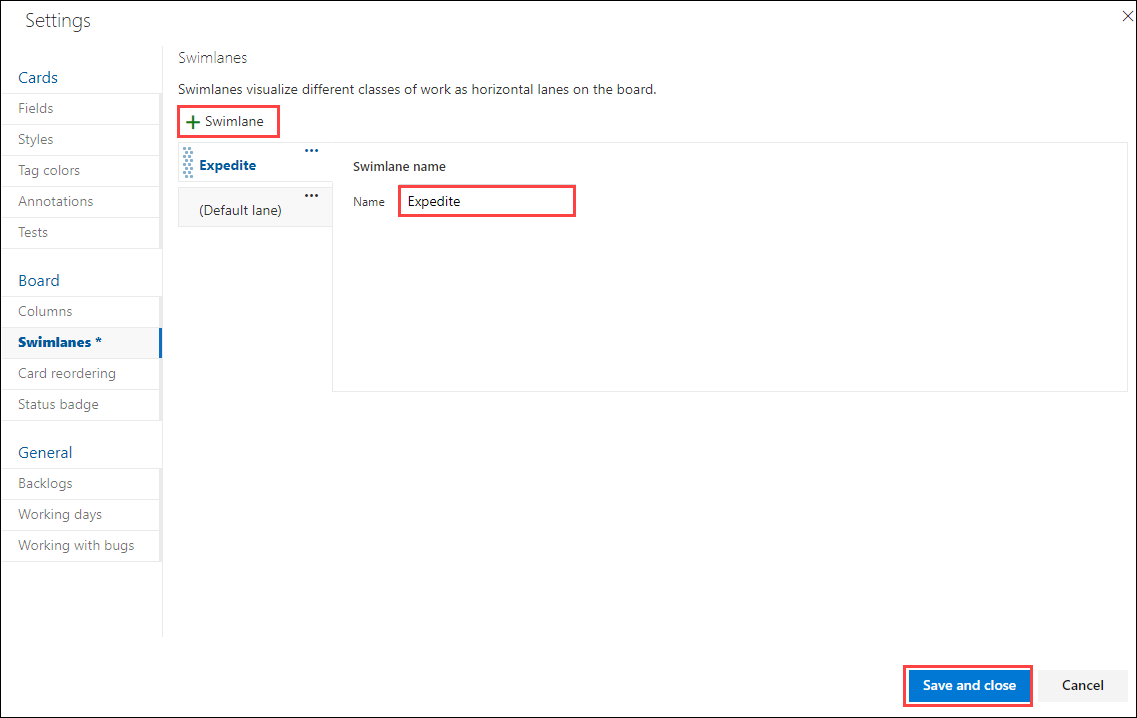 Settings
Cards
Fields
Styles
Tag colors
Annotations
Tests
Board
Columns
Swimlanes *
Card reordering
Status badge
General
Backlogs
Working days
Working with bugs
Swimlanes
Swimlanes visualize different classes of work as horizontal lanes on the board.
+ Swimlane
Expedite
(Default lane)
Swimlane name
Name Expedite
Save and close Cancel